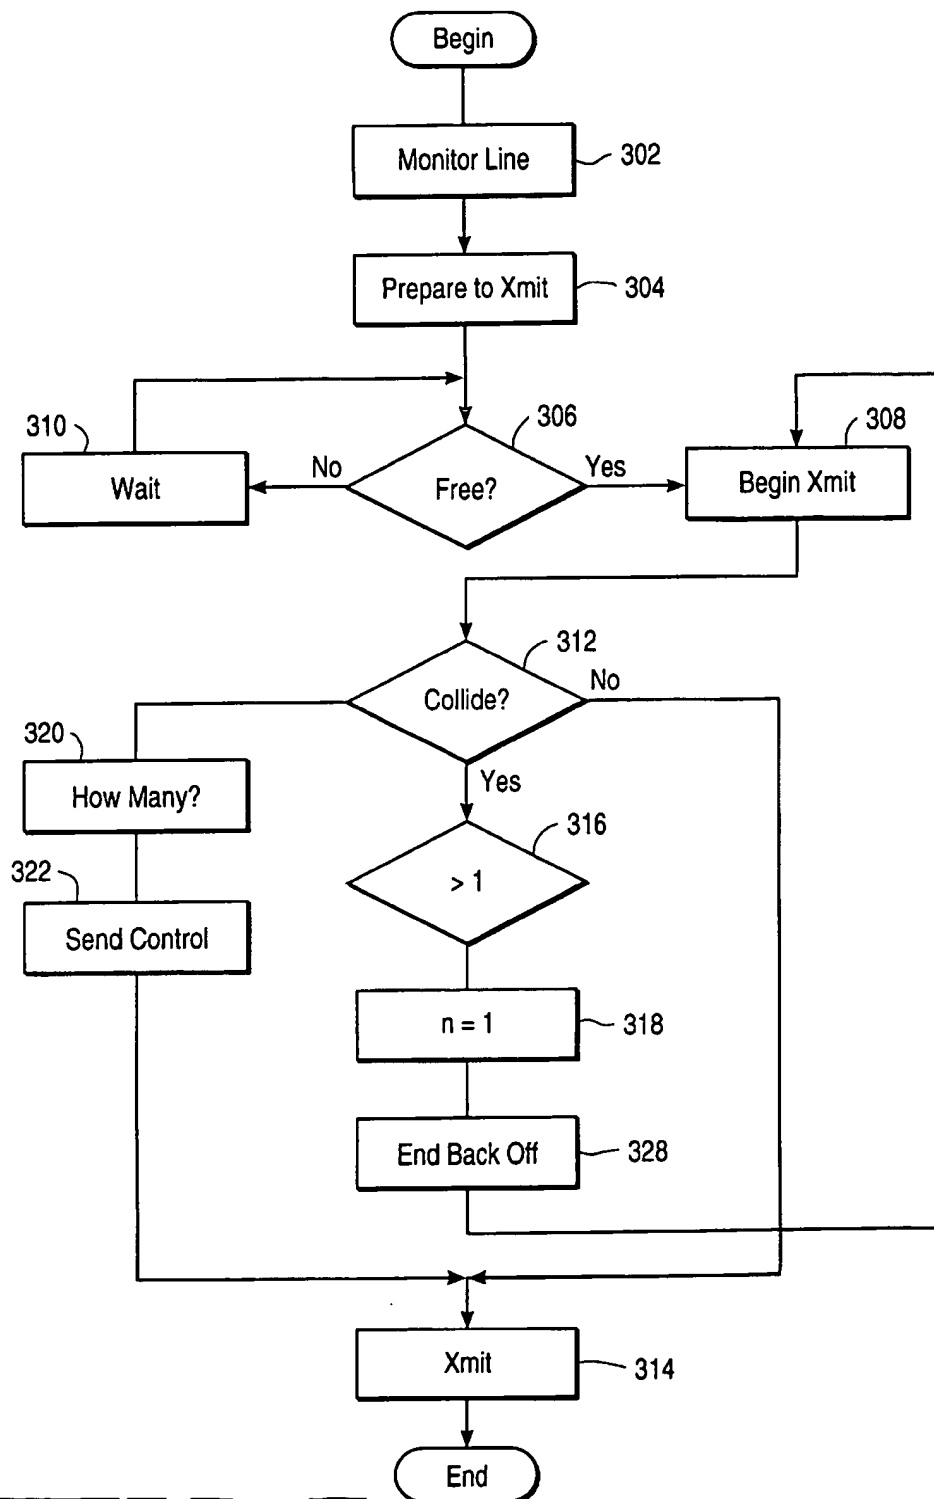 Begin
Monitor Line
302
Prepare to Xmit
304
306
310
308
No
Yes
Wait
Free?
Begin Xmit
312
No
Collide?
320
How Many?
Yes
316
322
> 1
Send Control
n = 1
318
End Back Off
328
Xmit
314
End